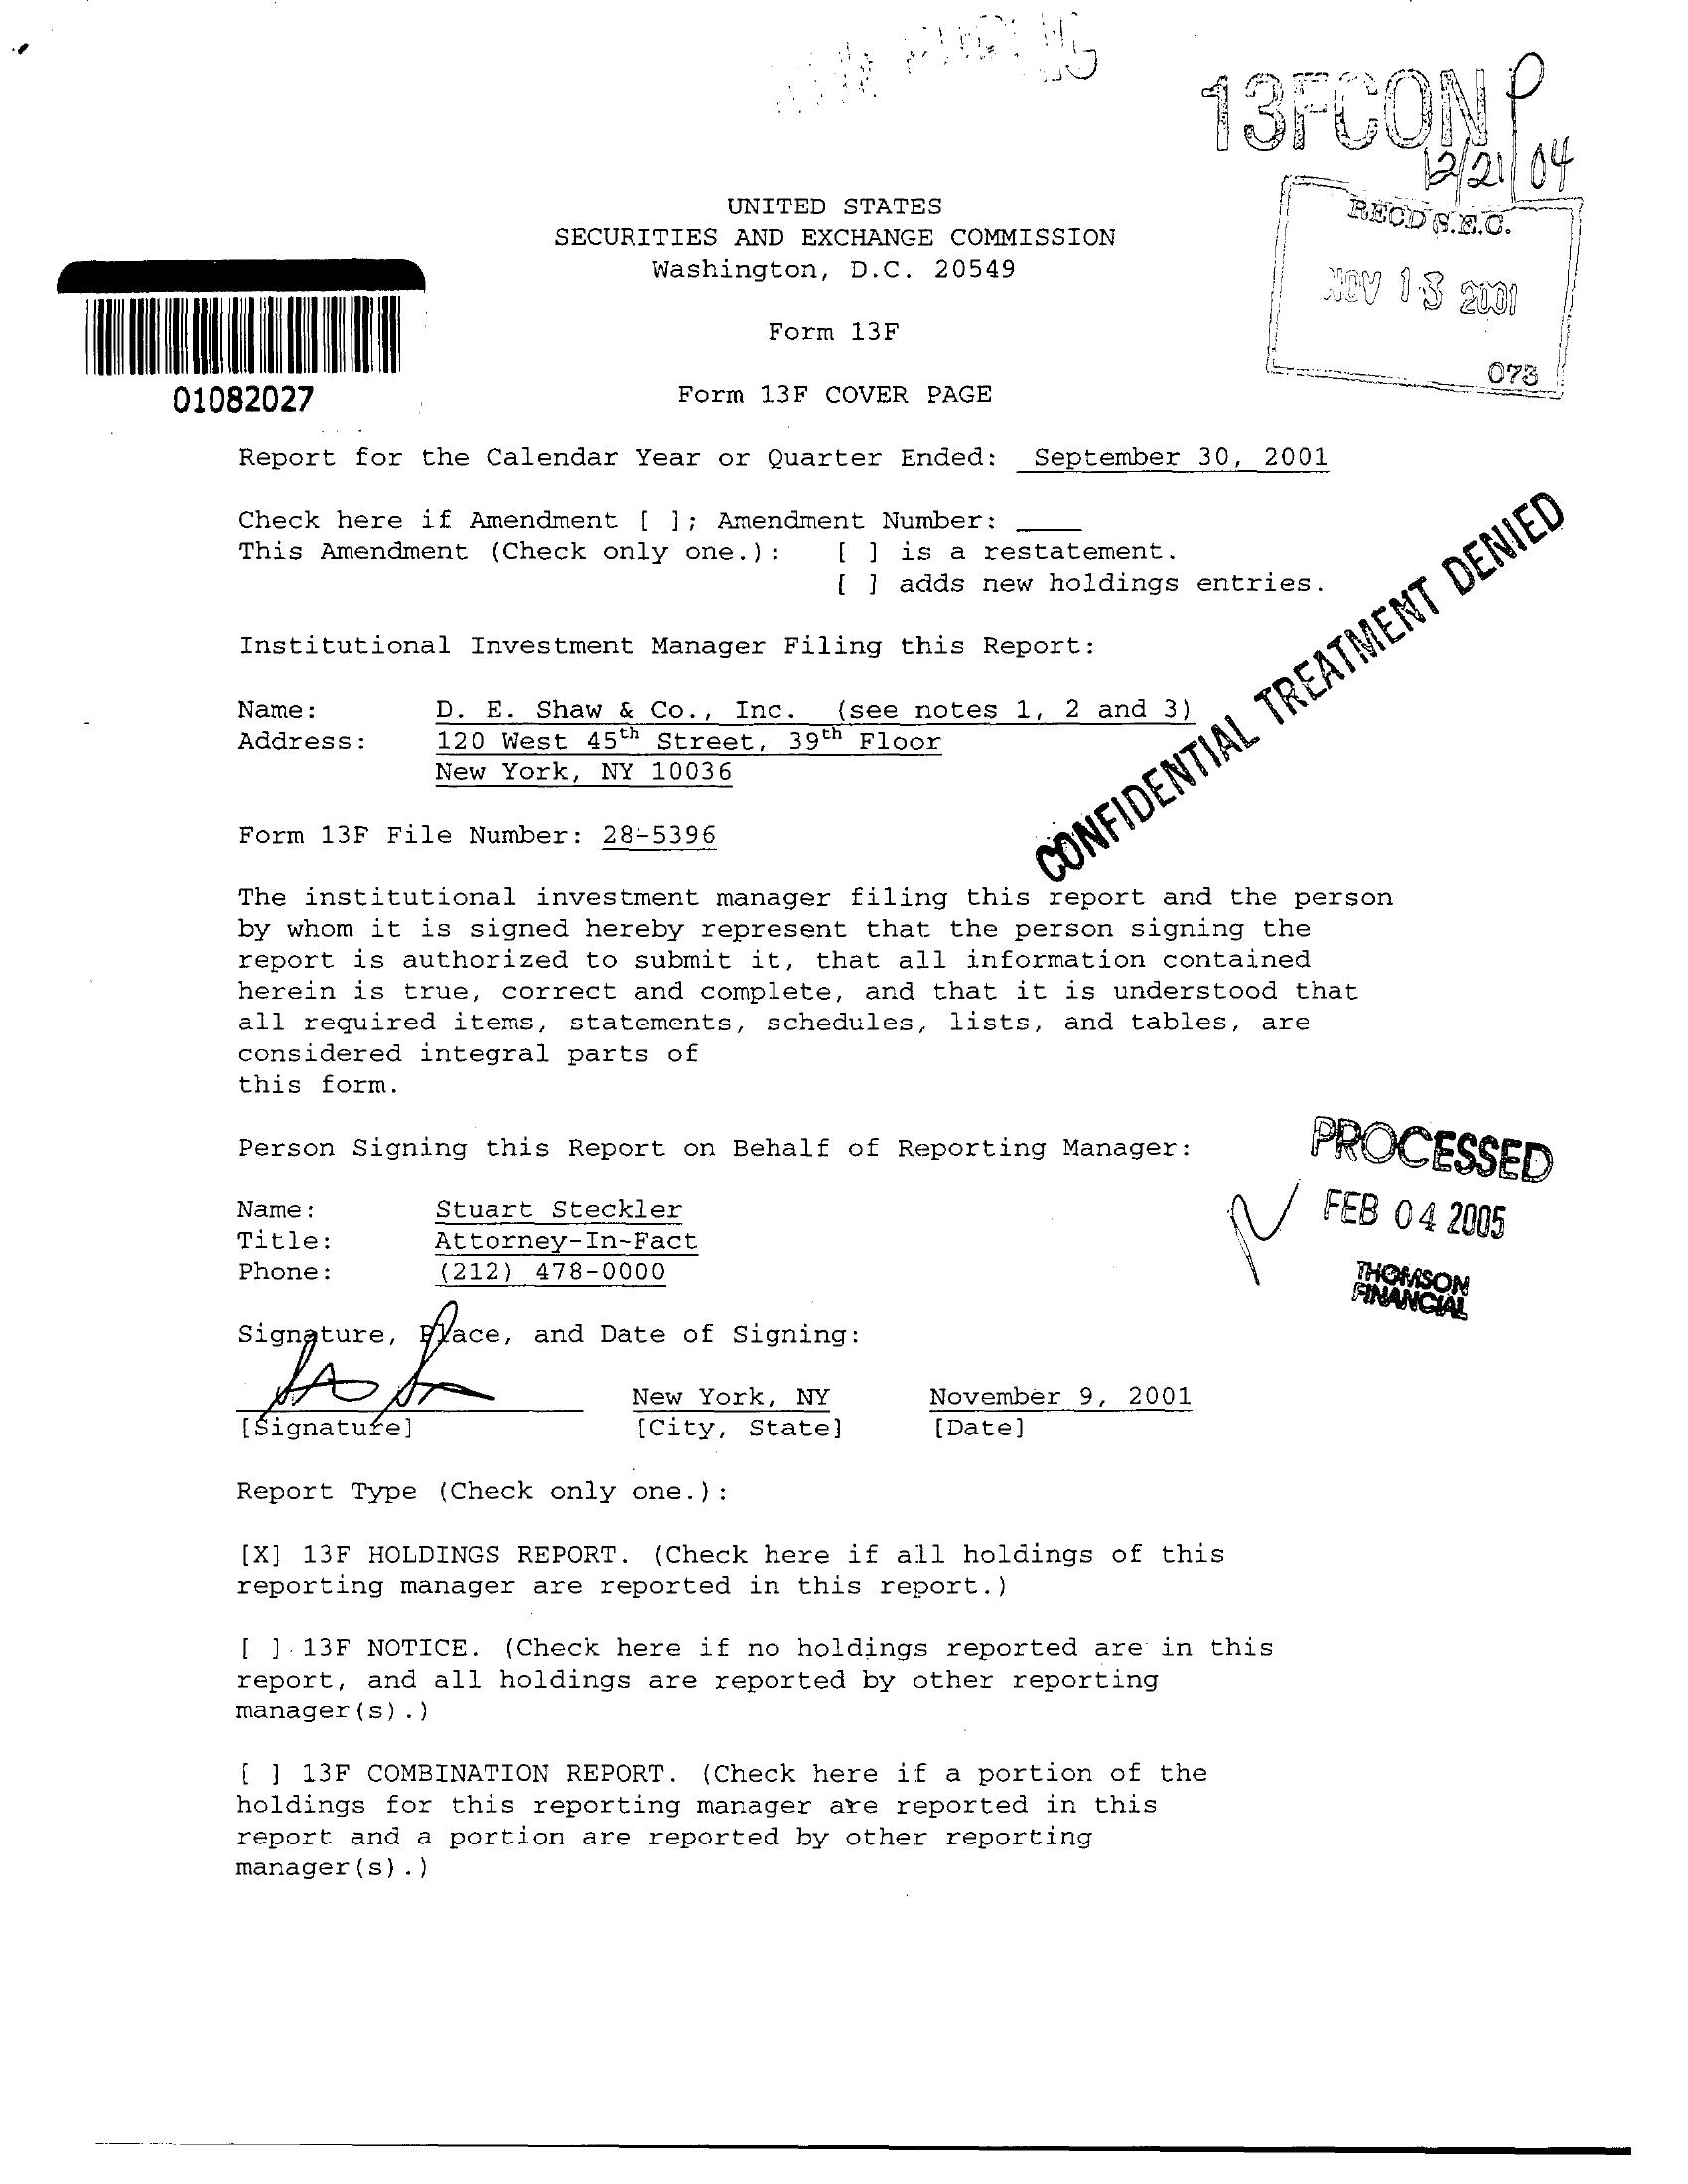 13FCON P
12/21/04
UNITED STATES
SECURITIES AND EXCHANGE COMMISSION
Washington, D.C. 20549
RECD S.E.C.
NOV 13 2001
073
Form 13F
01082027
Form 13F COVER PAGE
Report for the Calendar Year or Quarter Ended: September 30, 2001
Check here if Amendment [ ]; Amendment Number: ____
This Amendment (Check only one.): [ ] is a restatement.
[ ] adds new holdings entries.
CONFIDENTIAL TREATMENT DENIED
Institutional Investment Manager Filing this Report:
Name: D. E. Shaw & Co., Inc. (see notes 1, 2 and 3)
Address: 120 West 45th Street, 39th Floor
New York, NY 10036
Form 13F File Number: 28-5396
The institutional investment manager filing this report and the person
by whom it is signed hereby represent that the person signing the
report is authorized to submit it, that all information contained
herein is true, correct and complete, and that it is understood that
all required items, statements, schedules, lists, and tables, are
considered integral parts of
this form.
Person Signing this Report on Behalf of Reporting Manager:
PROCESSED
FEB 04 2005
THOMSON
FINANCIAL
Name: Stuart Steckler
Title: Attorney-In-Fact
Phone: (212) 478-0000
Signature, Place, and Date of Signing:
New York, NY November 9, 2001
[Signature] [City, State] [Date]
Report Type (Check only one.):
[X] 13F HOLDINGS REPORT. (Check here if all holdings of this
reporting manager are reported in this report.)
[ ] 13F NOTICE. (Check here if no holdings reported are in this
report, and all holdings are reported by other reporting
manager(s).)
[ ] 13F COMBINATION REPORT. (Check here if a portion of the
holdings for this reporting manager are reported in this
report and a portion are reported by other reporting
manager(s).)